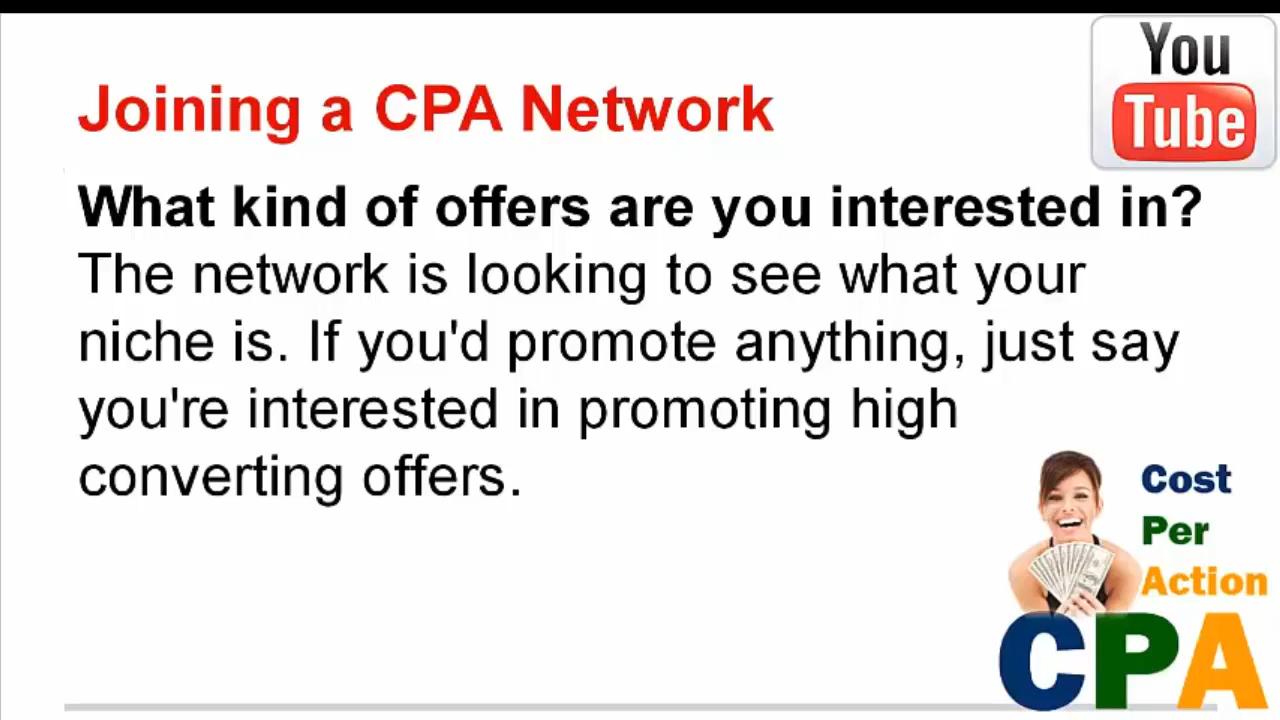 You
Tube
Joining a CPA Network
What kind of offers are you interested in?
The network is looking to see what your
niche is. If you'd promote anything, just say
you're interested in promoting high
converting offers.
Cost
Per
Action
CPA